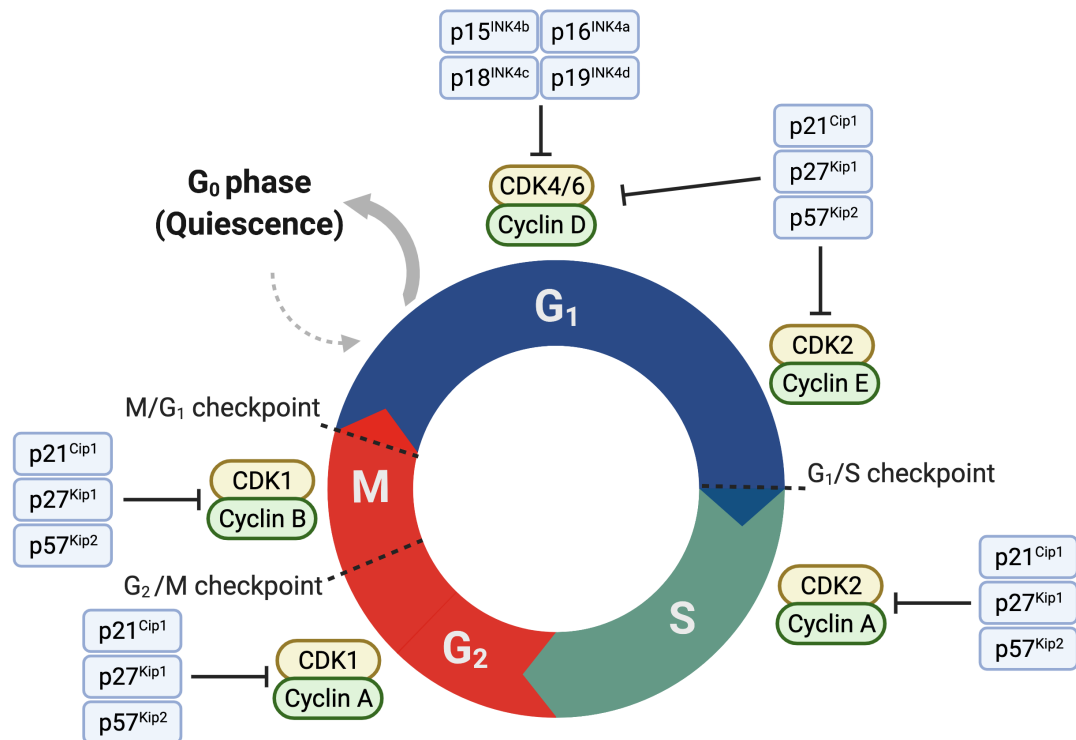 p15INK4b p16INK4a
p18INK4c p19INK4d
p21Cip1
p27Kip1
p57Kip2
CDK4/6
Cyclin D
G0 phase
(Quiescence)
G1
CDK2
Cyclin E
M/G1 checkpoint
G1/S checkpoint
p21Cip1
p27Kip1
p57Kip2
CDK1
Cyclin B
M
G2/M checkpoint
CDK2
Cyclin A
p21Cip1
p27Kip1
p57Kip2
S
G2
p21Cip1
p27Kip1
p57Kip2
CDK1
Cyclin A